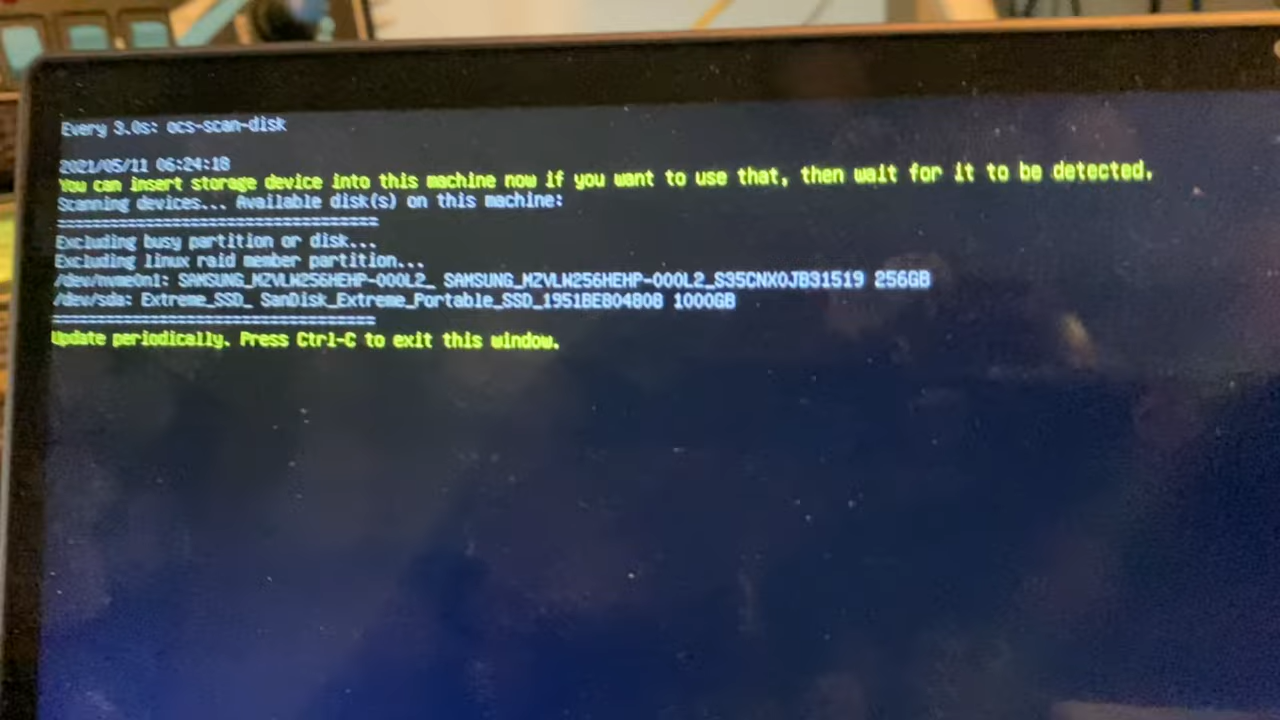 Every 3.0s: ocs-scan-disk
2021/05/11 06:24:18
You can insert storage device into this machine now if you want to use that, then wait for it to be detected.
Scanning devices... Available disk(s) on this machine:
===================================
Excluding busy partition or disk...
Excluding linux raid member partition...
/dev/nvme0n1: SAMSUNG_MZVLW256HEHP-000L2_ SAMSUNG_MZVLW256HEHP-000L2_S35CNX0JB31519 256GB
/dev/sda: Extreme_SSD_ SanDisk_Extreme_Portable_SSD_1951BE804808 1000GB
===================================
Update periodically. Press Ctrl-C to exit this window.